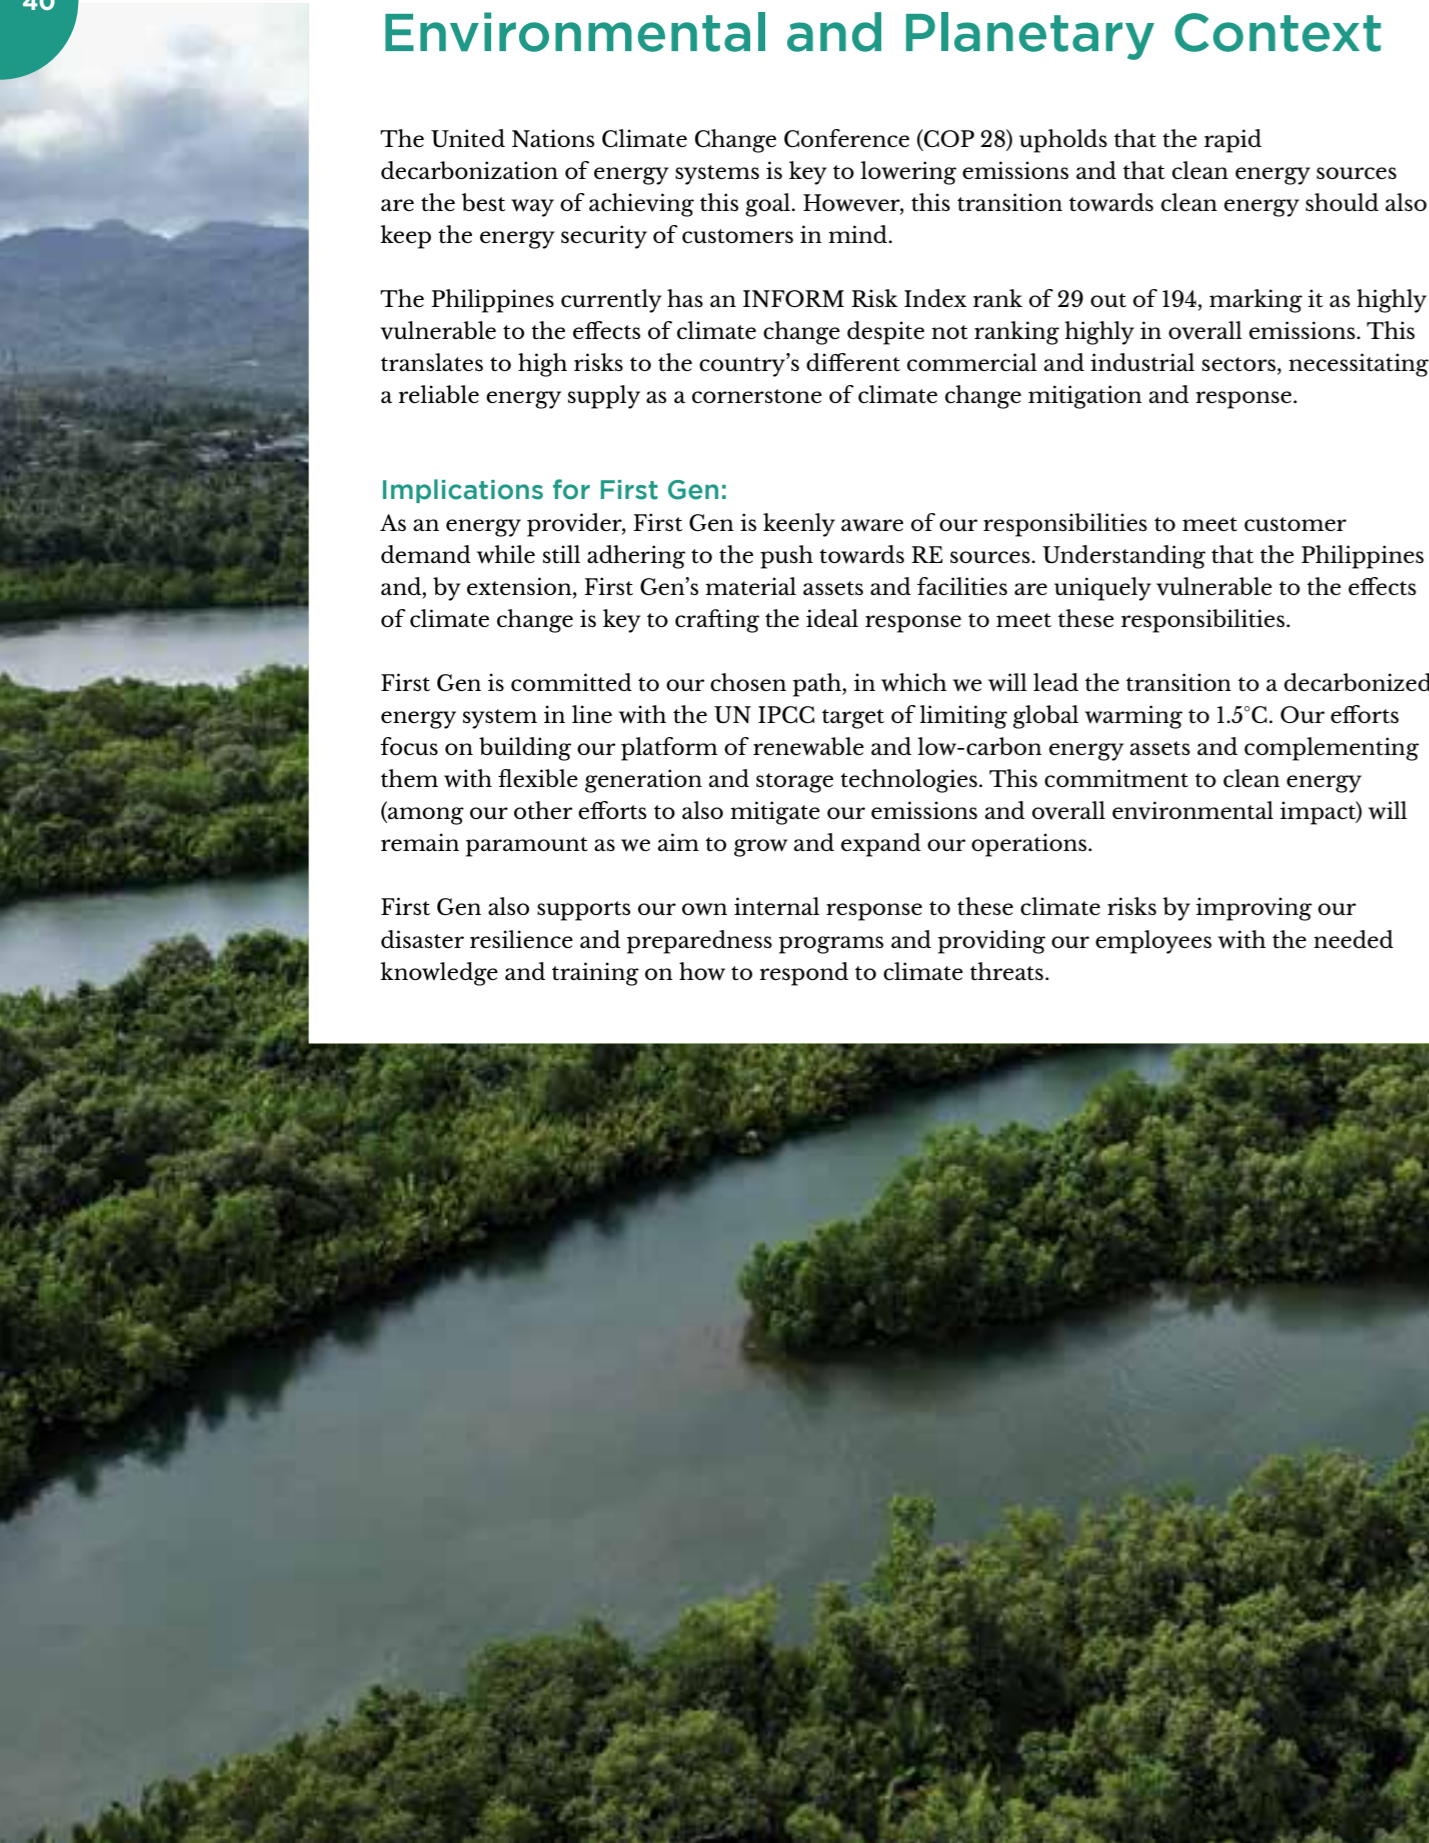 40
Environmental and Planetary Context
The United Nations Climate Change Conference (COP 28) upholds that the rapid
decarbonization of energy systems is key to lowering emissions and that clean energy sources
are the best way of achieving this goal. However, this transition towards clean energy should also
keep the energy security of customers in mind.
The Philippines currently has an INFORM Risk Index rank of 29 out of 194, marking it as highly
vulnerable to the effects of climate change despite not ranking highly in overall emissions. This
translates to high risks to the country’s different commercial and industrial sectors, necessitating
a reliable energy supply as a cornerstone of climate change mitigation and response.
Implications for First Gen:
As an energy provider, First Gen is keenly aware of our responsibilities to meet customer
demand while still adhering to the push towards RE sources. Understanding that the Philippines
and, by extension, First Gen’s material assets and facilities are uniquely vulnerable to the effects
of climate change is key to crafting the ideal response to meet these responsibilities.
First Gen is committed to our chosen path, in which we will lead the transition to a decarbonized
energy system in line with the UN IPCC target of limiting global warming to 1.5°C. Our efforts
focus on building our platform of renewable and low-carbon energy assets and complementing
them with flexible generation and storage technologies. This commitment to clean energy
(among our other efforts to also mitigate our emissions and overall environmental impact) will
remain paramount as we aim to grow and expand our operations.
First Gen also supports our own internal response to these climate risks by improving our
disaster resilience and preparedness programs and providing our employees with the needed
knowledge and training on how to respond to climate threats.